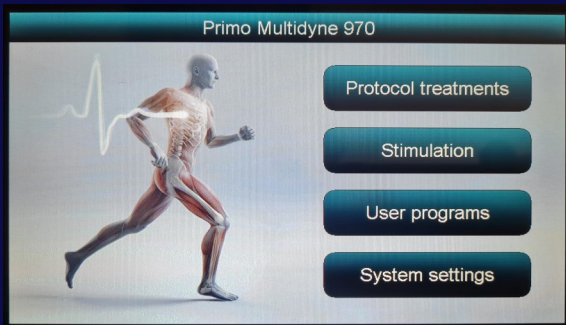 Primo Multidyne 970
Protocol treatments
Stimulation
User programs
System settings